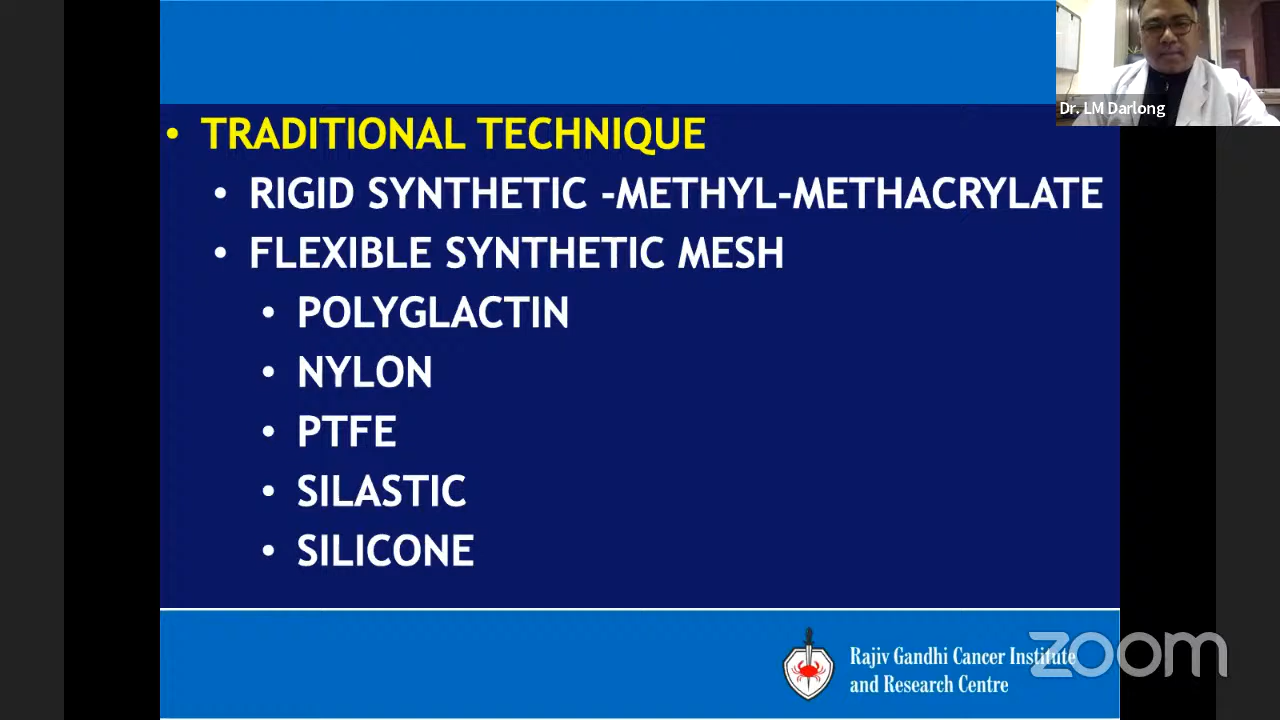 Dr. LM Darlong
• TRADITIONAL TECHNIQUE
• RIGID SYNTHETIC -METHYL-METHACRYLATE
• FLEXIBLE SYNTHETIC MESH
• POLYGLACTIN
• NYLON
• PTFE
• SILASTIC
• SILICONE
Rajiv Gandhi Cancer Institute
and Research Centre
zoom